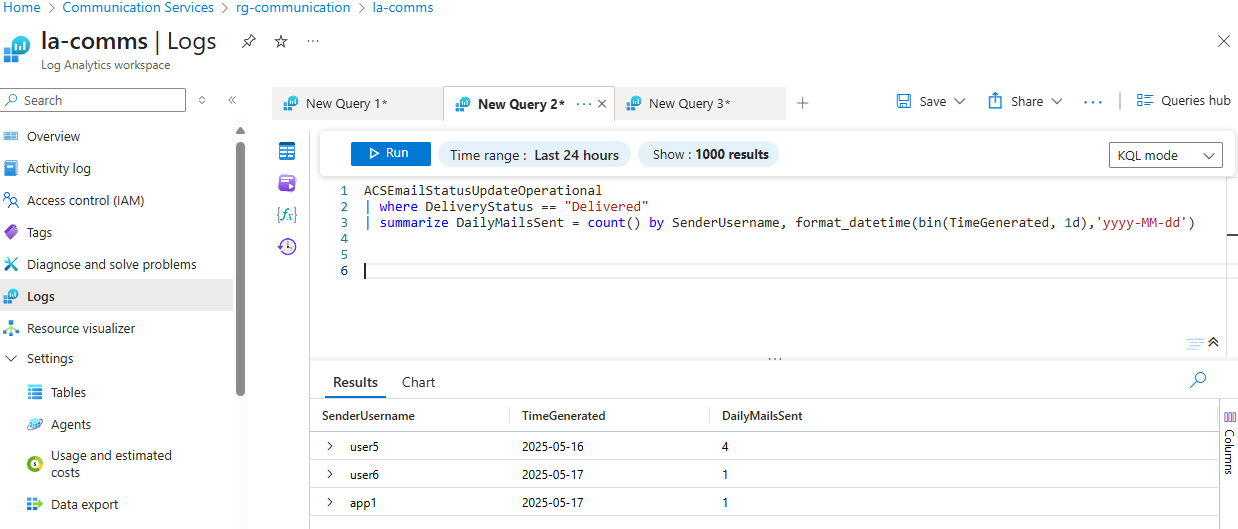 Home > Communication Services > rg-communication > la-comms
la-comms | Logs
Log Analytics workspace
Search
Overview
Activity log
Access control (IAM)
Tags
Diagnose and solve problems
Logs
Resource visualizer
Settings
Tables
Agents
Usage and estimated
costs
Data export
New Query 1*
New Query 2*
New Query 3*
Save
Share
Queries hub
Run
Time range : Last 24 hours
Show : 1000 results
KQL mode
1 ACSEmailStatusUpdateOperational
2 | where DeliveryStatus == "Delivered"
3 | summarize DailyMailsSent = count() by SenderUsername, format_datetime(bin(TimeGenerated, 1d),'yyyy-MM-dd')
4
5
6
Results Chart
SenderUsername TimeGenerated DailyMailsSent
user5 2025-05-16 4
user6 2025-05-17 1
app1 2025-05-17 1
Columns